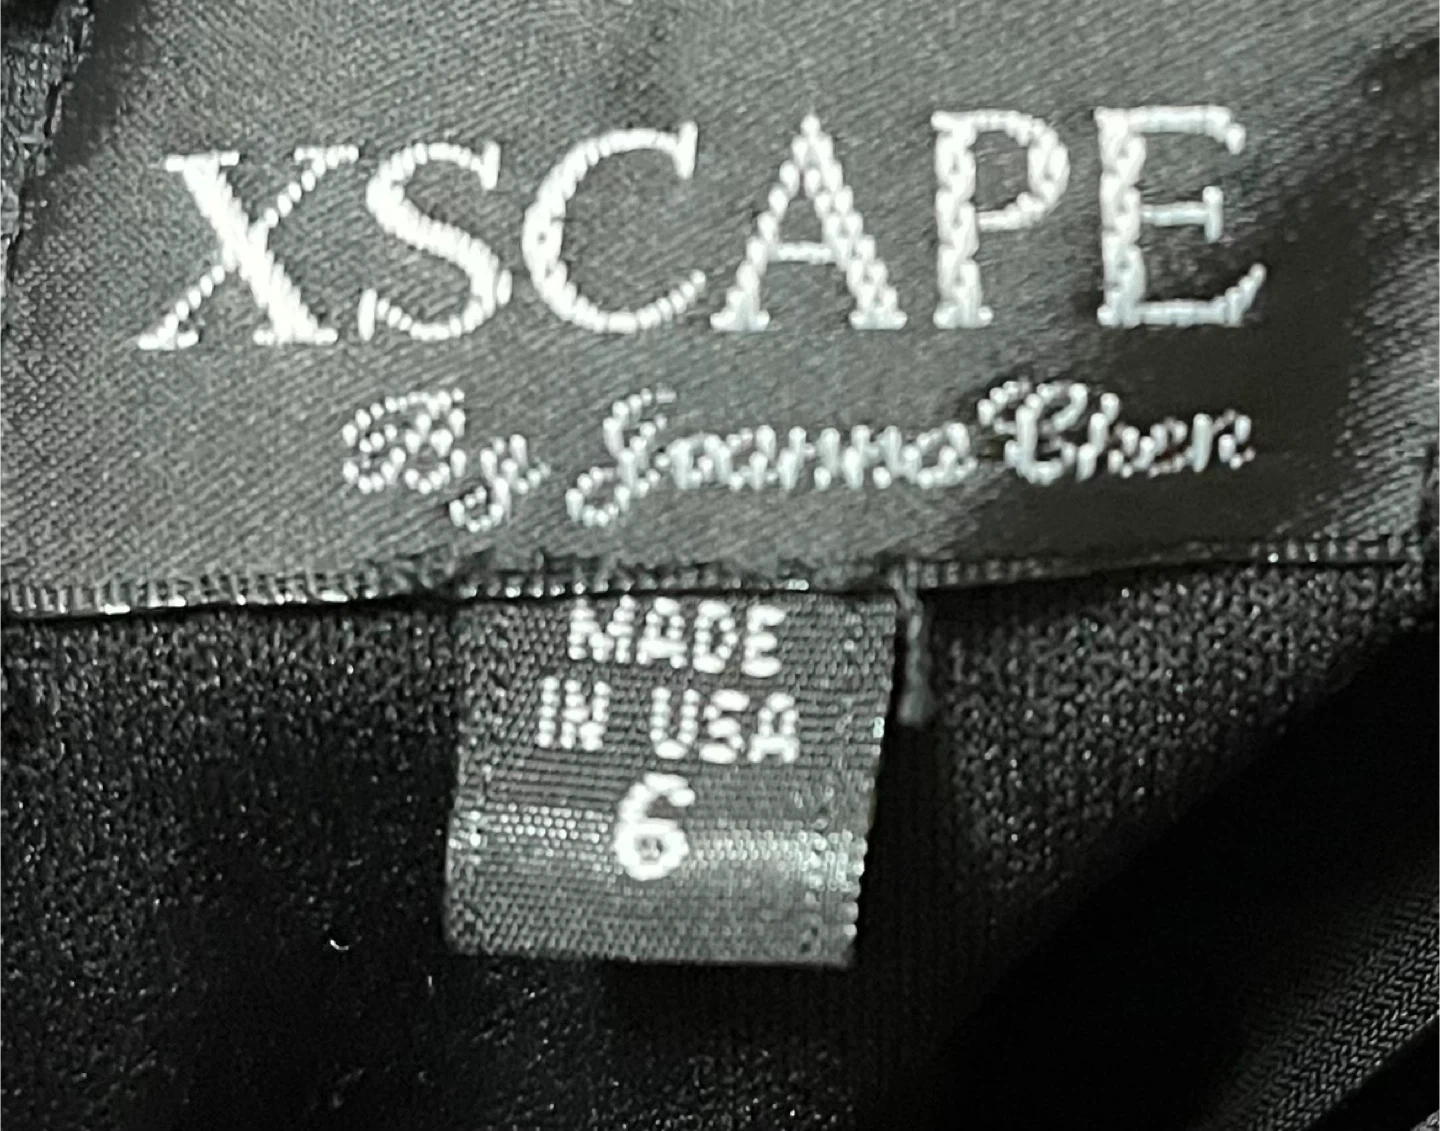 XSCAPE
By Joanna Chen
MADE
IN USA
6